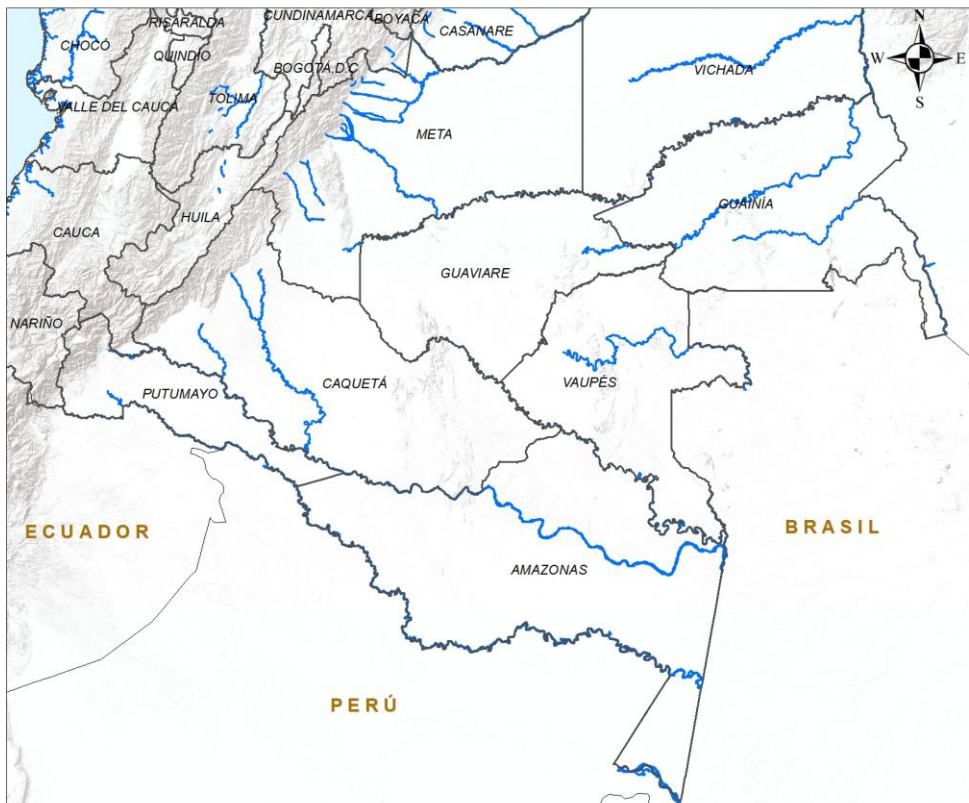 CUNDINAMARCA
BOYACÁ
RISARALDA
CASANARE
N
CHOCÓ
QUINDÍO
BOGOTÁ,D.C
W
E
VICHADA
S
VALLE DEL CAUCA
TOLIMA
META
GUAINÍA
HUILA
CAUCA
GUAVIARE
NARIÑO
CAQUETÁ
VAUPÉS
PUTUMAYO
ECUADOR
BRASIL
AMAZONAS
PERÚ